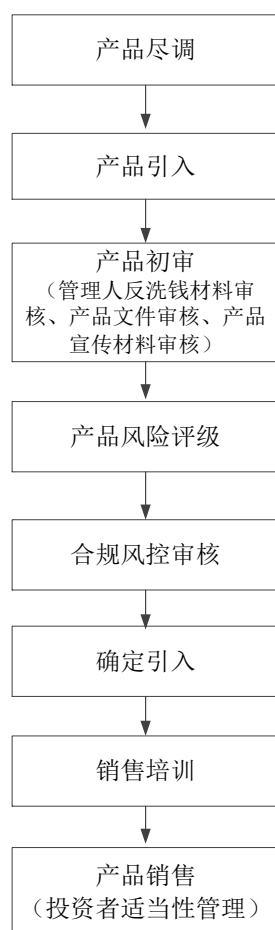 产品尽调
产品引入
产品初审
（管理人反洗钱材料审
核、产品文件审核、产品
宣传材料审核）
产品风险评级
合规风控审核
确定引入
销售培训
产品销售
（投资者适当性管理）